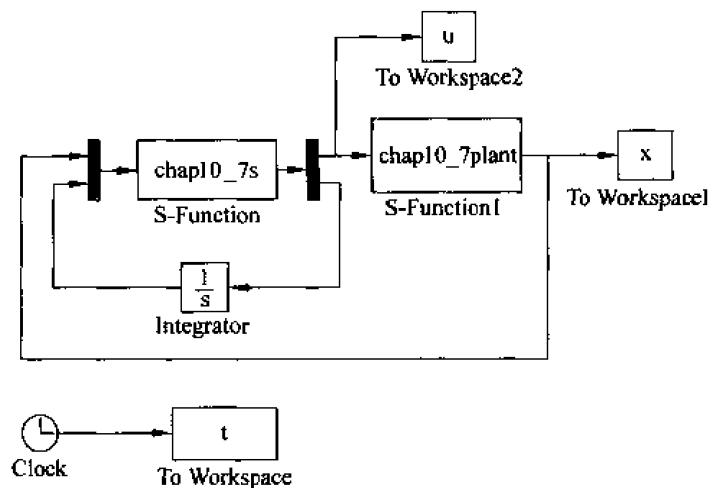 u
To Workspace2
chap10_7s
S-Function
chap10_7plant
S-Function1
x
To Workspace1
1
s
Integrator
Clock
t
To Workspace